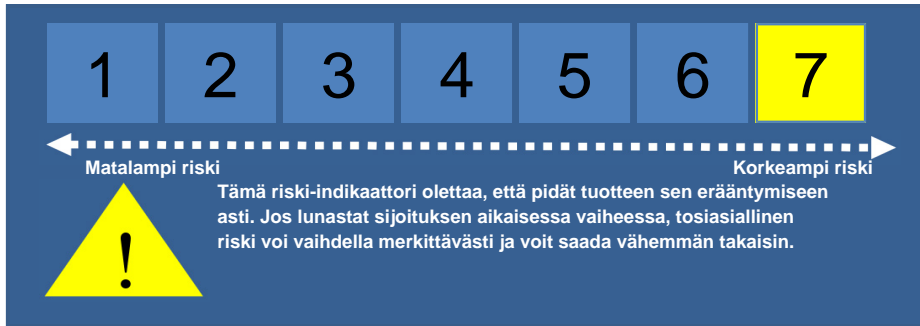 1 2 3 4 5 6 7
Matalampi riski Korkeampi riski
Tämä riski-indikaattori olettaa, että pidät tuotteen sen erääntymiseen
asti. Jos lunastat sijoituksen aikaisessa vaiheessa, tosiasiallinen
riski voi vaihdella merkittävästi ja voit saada vähemmän takaisin.
!